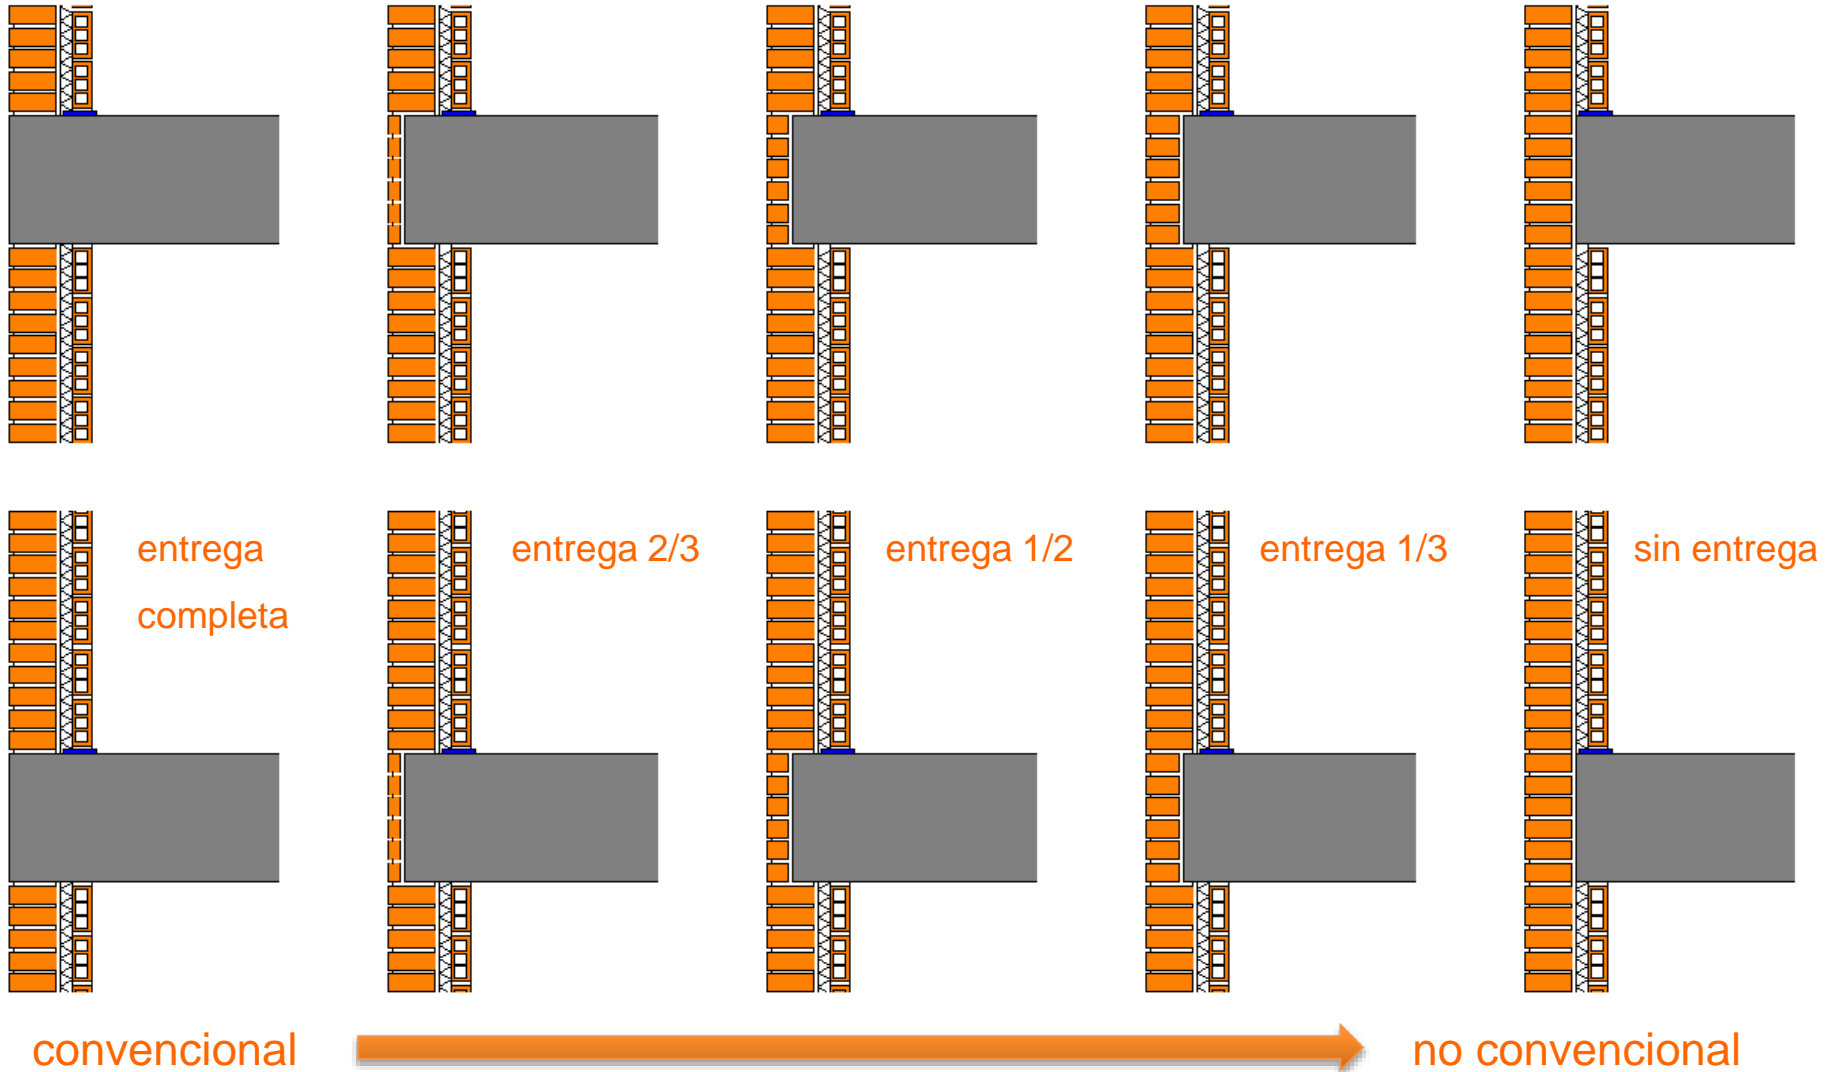 entrega
completa
entrega 2/3
entrega 1/2
entrega 1/3
sin entrega
convencional
no convencional